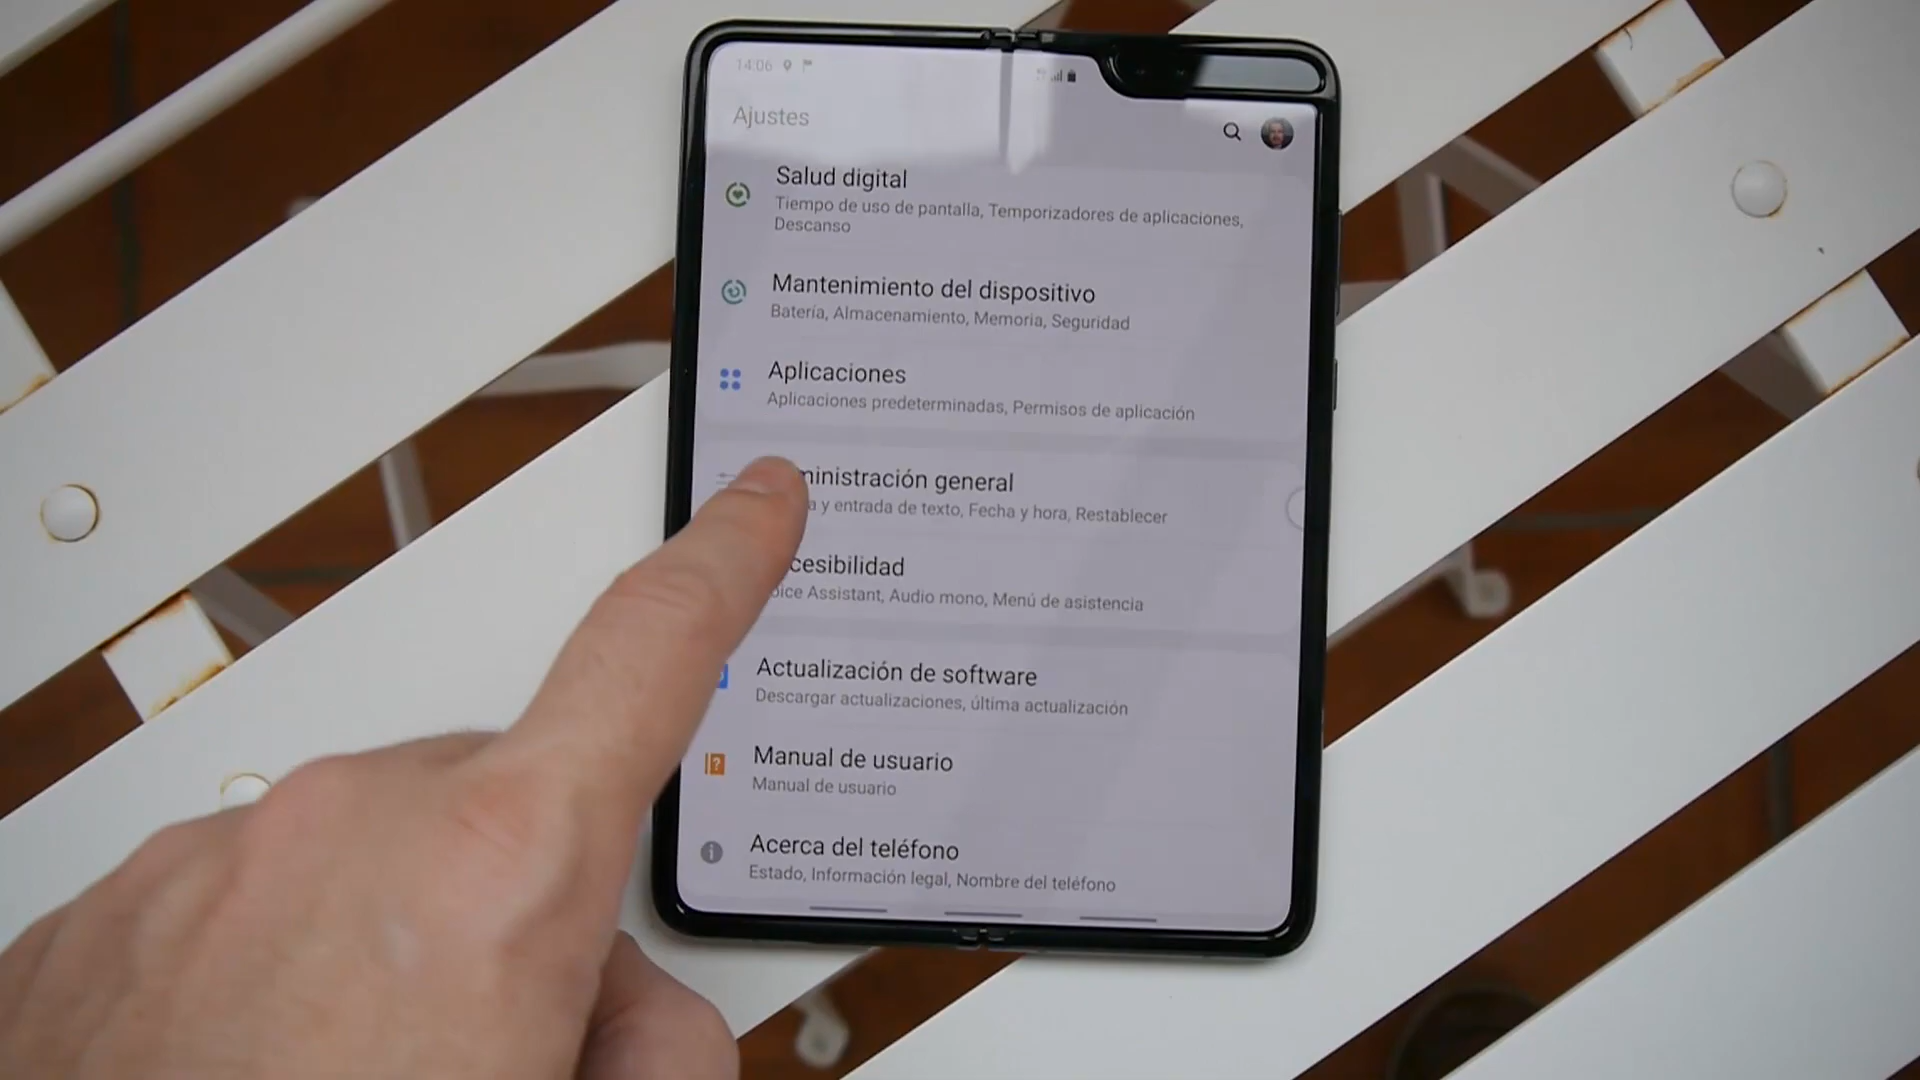 14:06
Ajustes
Salud digital
Tiempo de uso de pantalla, Temporizadores de aplicaciones,
Descanso
Mantenimiento del dispositivo
Batería, Almacenamiento, Memoria, Seguridad
Aplicaciones
Aplicaciones predeterminadas, Permisos de aplicación
ministración general
a y entrada de texto, Fecha y hora, Restablecer
cesibilidad
oice Assistant, Audio mono, Menú de asistencia
Actualización de software
Descargar actualizaciones, última actualización
Manual de usuario
Manual de usuario
Acerca del teléfono
Estado, Información legal, Nombre del teléfono